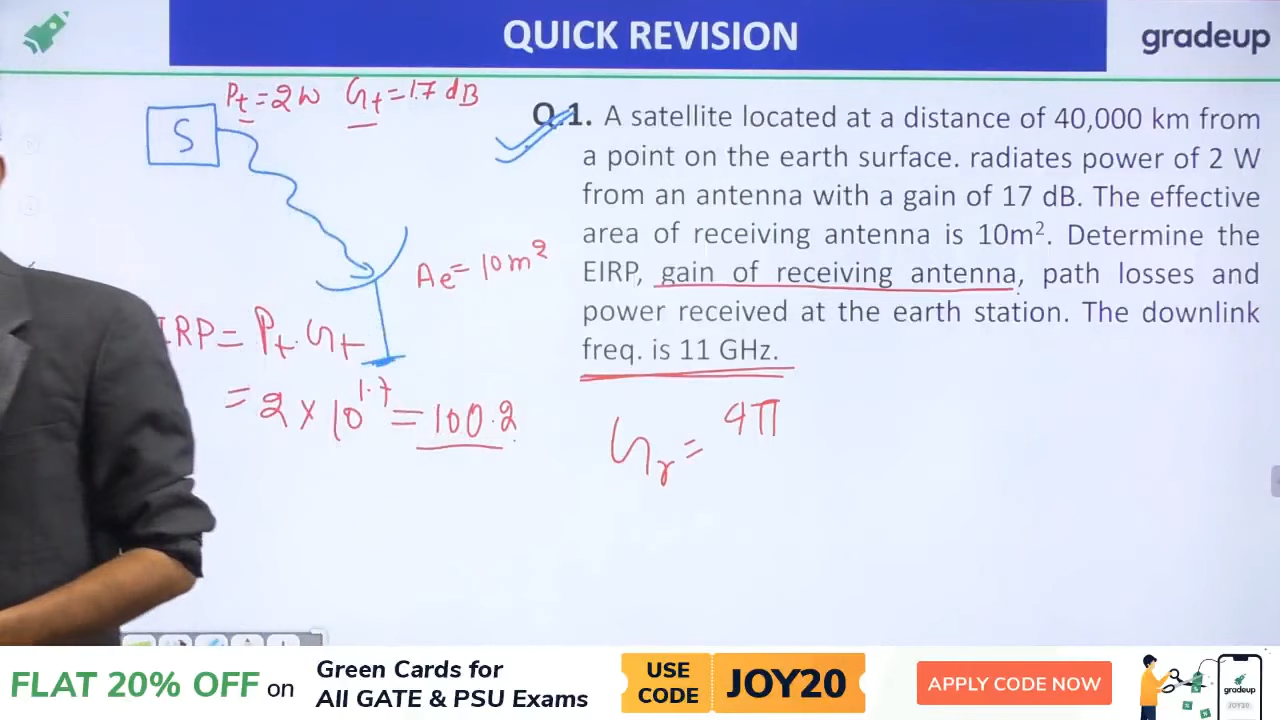 QUICK REVISION
gradeup
Pt = 2W Gt = 17 dB
S
Q.1. A satellite located at a distance of 40,000 km from
a point on the earth surface. radiates power of 2 W
from an antenna with a gain of 17 dB. The effective
area of receiving antenna is 10m². Determine the
EIRP, gain of receiving antenna, path losses and
power received at the earth station. The downlink
freq. is 11 GHz.
Ae = 10m²
IRP = Pt. Gt
= 2 × 10^1.7 = 100.2
Gr = 4π
FLAT 20% OFF on
Green Cards for
All GATE & PSU Exams
USE
CODE
JOY20
APPLY CODE NOW
gradeup
JOY20